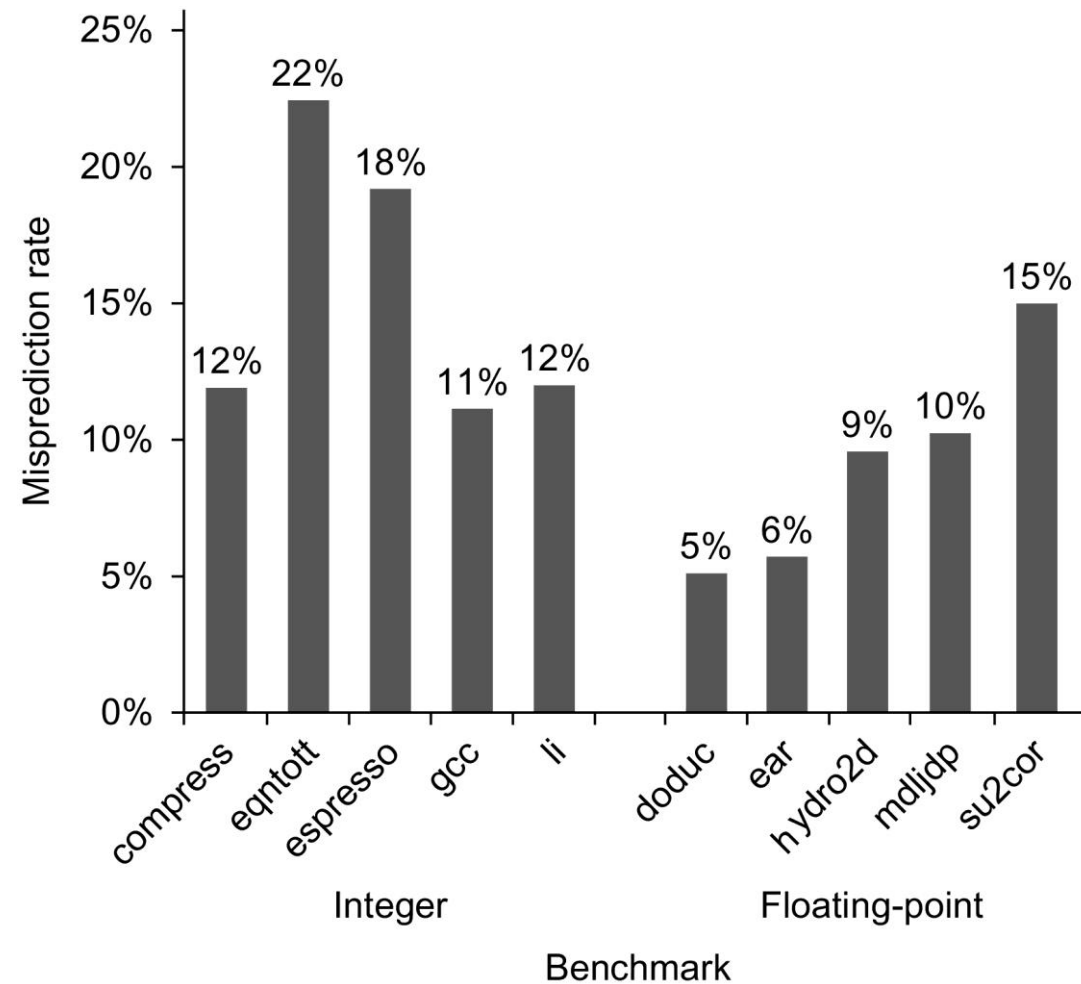 Misprediction rate
25%
20%
15%
10%
5%
0%
12%
22%
18%
11%
12%
5%
6%
9%
10%
15%
compress
eqntott
espresso
gcc
li
doduc
ear
hydro2d
mdljdp
su2cor
Integer
Floating-point
Benchmark